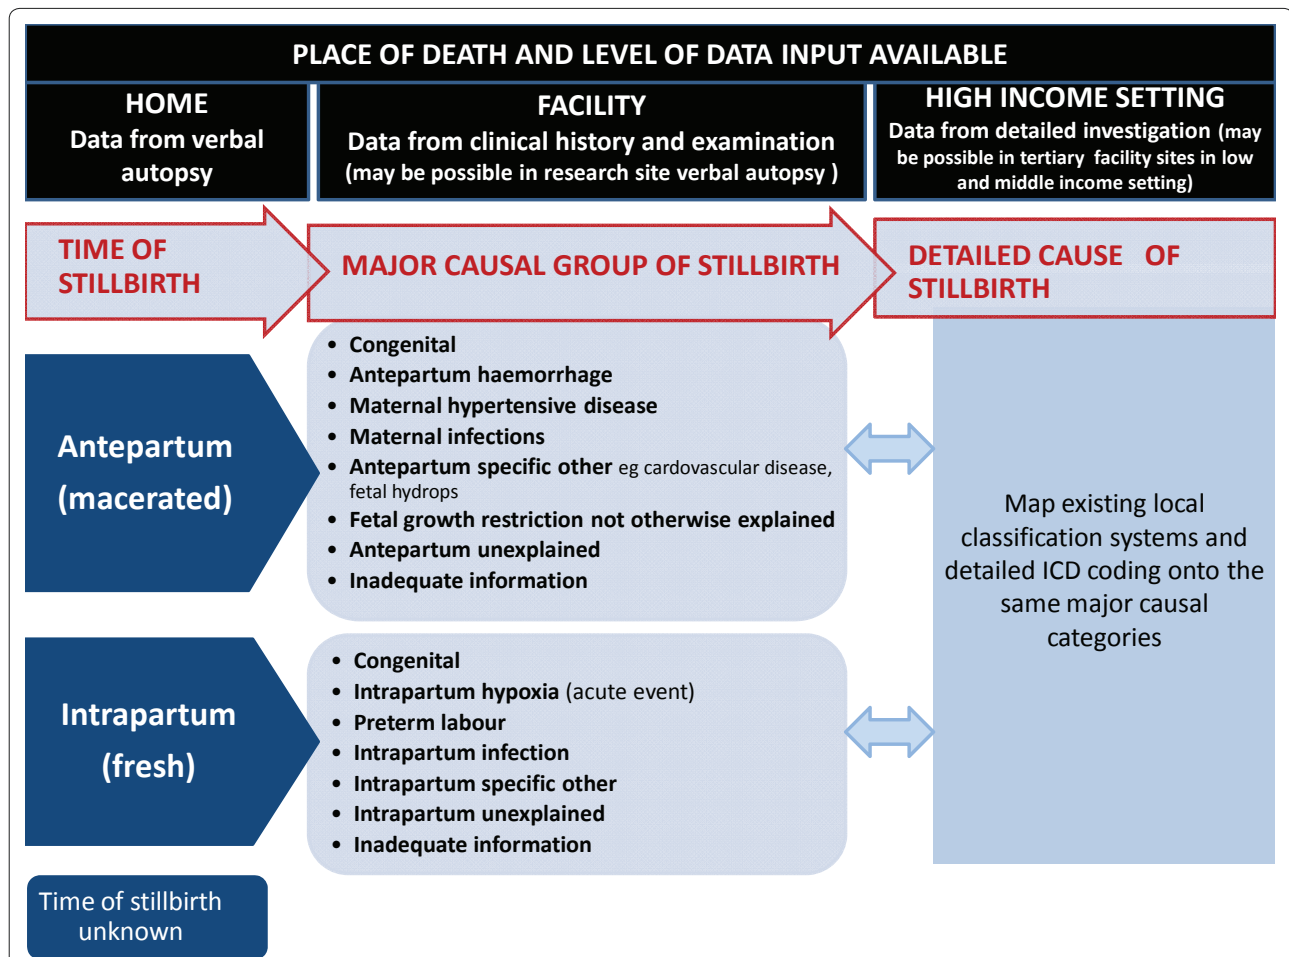 PLACE OF DEATH AND LEVEL OF DATA INPUT AVAILABLE
HOME
Data from verbal
autopsy
FACILITY
Data from clinical history and examination
(may be possible in research site verbal autopsy )
HIGH INCOME SETTING
Data from detailed investigation (may
be possible in tertiary facility sites in low
and middle income setting)
TIME OF
STILLBIRTH
MAJOR CAUSAL GROUP OF STILLBIRTH
DETAILED CAUSE OF
STILLBIRTH
Antepartum
(macerated)
• Congenital
• Antepartum haemorrhage
• Maternal hypertensive disease
• Maternal infections
• Antepartum specific other eg cardovascular disease,
fetal hydrops
• Fetal growth restriction not otherwise explained
• Antepartum unexplained
• Inadequate information
Intrapartum
(fresh)
• Congenital
• Intrapartum hypoxia (acute event)
• Preterm labour
• Intrapartum infection
• Intrapartum specific other
• Intrapartum unexplained
• Inadequate information
Map existing local
classification systems and
detailed ICD coding onto the
same major causal
categories
Time of stillbirth
unknown